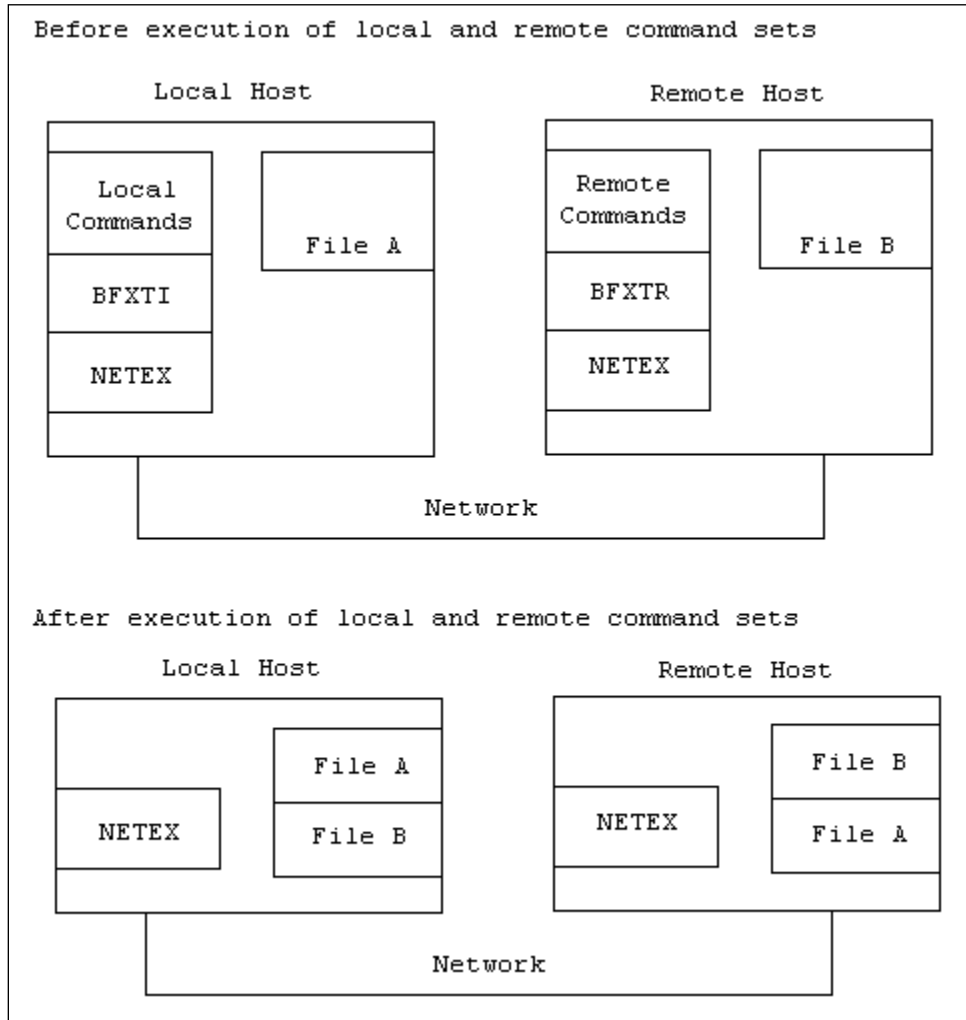 Before execution of local and remote command sets
Local Host
Remote Host
Local
Commands
File A
BFXTI
NETEX
Remote
Commands
File B
BFXTR
NETEX
Network
After execution of local and remote command sets
Local Host
Remote Host
File A
NETEX
File B
File B
NETEX
File A
Network